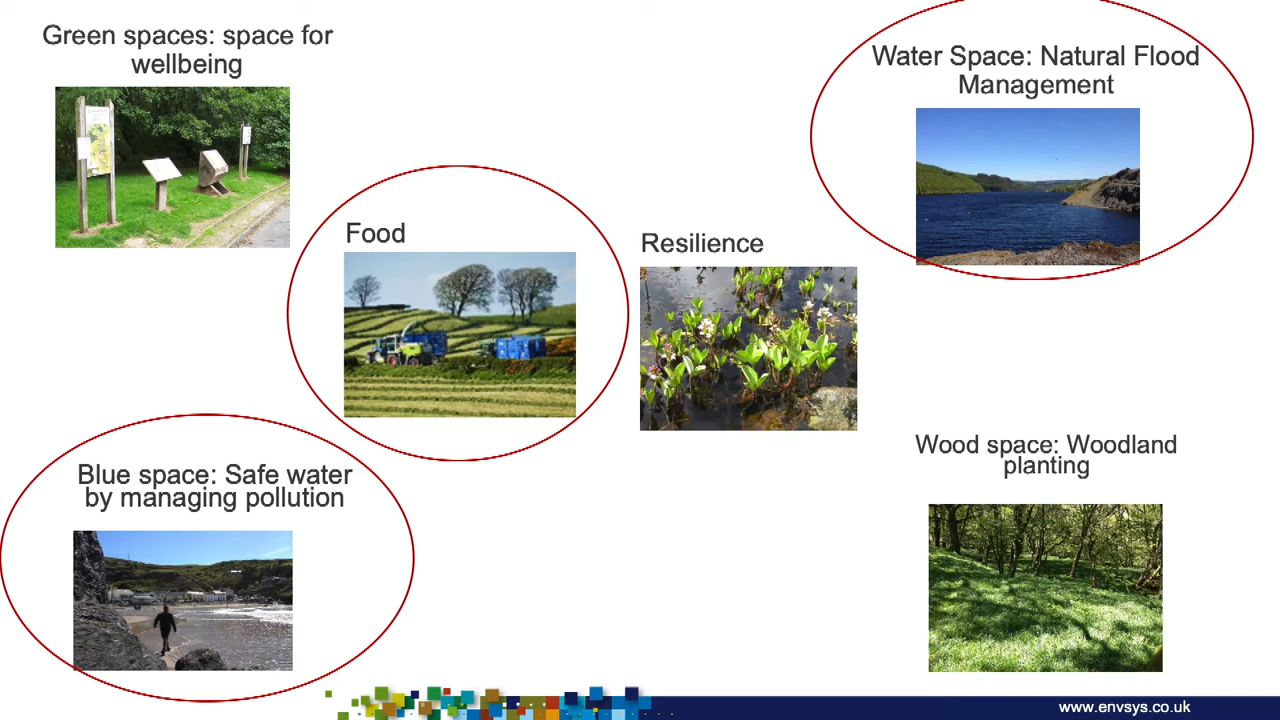 Green spaces: space for
wellbeing
Water Space: Natural Flood
Management
Food
Resilience
Blue space: Safe water
by managing pollution
Wood space: Woodland
planting
www.envsys.co.uk